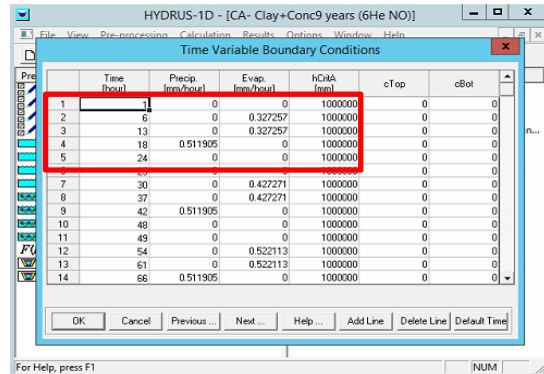 HYDRUS-1D - [CA- Clay+Conc9 years (6He NO)]
File View Pre-processing Calculation Results Options Window Help
Time Variable Boundary Conditions
Pre
Time [hour] Precip. [mm/hour] Evap. [mm/hour] hCritA [mm] cTop cBot
1 1 0 0 1000000 0 0
2 6 0 0.327257 1000000 0 0
3 13 0 0.327257 1000000 0 0
4 18 0.511905 0 1000000 0 0
5 24 0 0 1000000 0 0
7 30 0 0.427271 1000000 0 0
8 37 0 0.427271 1000000 0 0
9 42 0.511905 0 1000000 0 0
10 48 0 0 1000000 0 0
11 49 0 0 1000000 0 0
12 54 0 0.522113 1000000 0 0
13 61 0 0.522113 1000000 0 0
14 66 0.511905 0 1000000 0 0
n...
OK Cancel Previous ... Next ... Help ... Add Line Delete Line Default Time
For Help, press F1 NUM